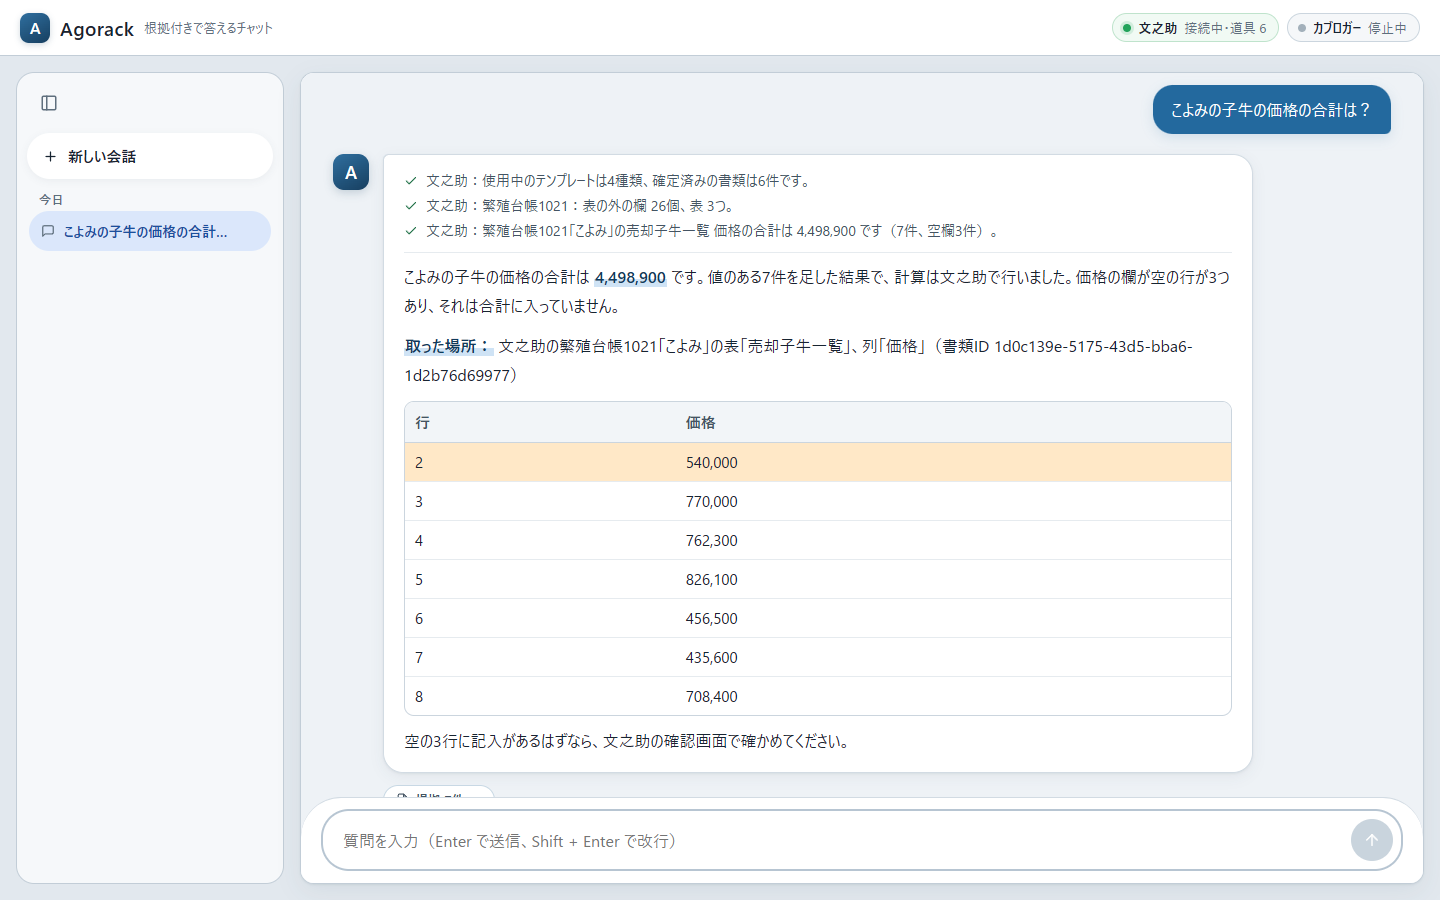 A Agorack 根拠付きで答えるチャット
文之助 接続中・道具 6
カブロガー 停止中
新しい会話
今日
こよみの子牛の価格の合計...
こよみの子牛の価格の合計は？
A
文之助：使用中のテンプレートは4種類、確定済みの書類は6件です。
文之助：繁殖台帳1021：表の外の欄 26個、表 3つ。
文之助：繁殖台帳1021「こよみ」の売却子牛一覧 価格の合計は 4,498,900 です（7件、空欄3件）。
こよみの子牛の価格の合計は 4,498,900 です。値のある7件を足した結果で、計算は文之助で行いました。価格の欄が空の行が3つ
あり、それは合計に入っていません。
取った場所： 文之助の繁殖台帳1021「こよみ」の表「売却子牛一覧」、列「価格」（書類ID 1d0c139e-5175-43d5-bba6-
1d2b76d69977）
行 価格
2 540,000
3 770,000
4 762,300
5 826,100
6 456,500
7 435,600
8 708,400
空の3行に記入があるはずなら、文之助の確認画面で確かめてください。
質問を入力（Enter で送信、Shift + Enter で改行）